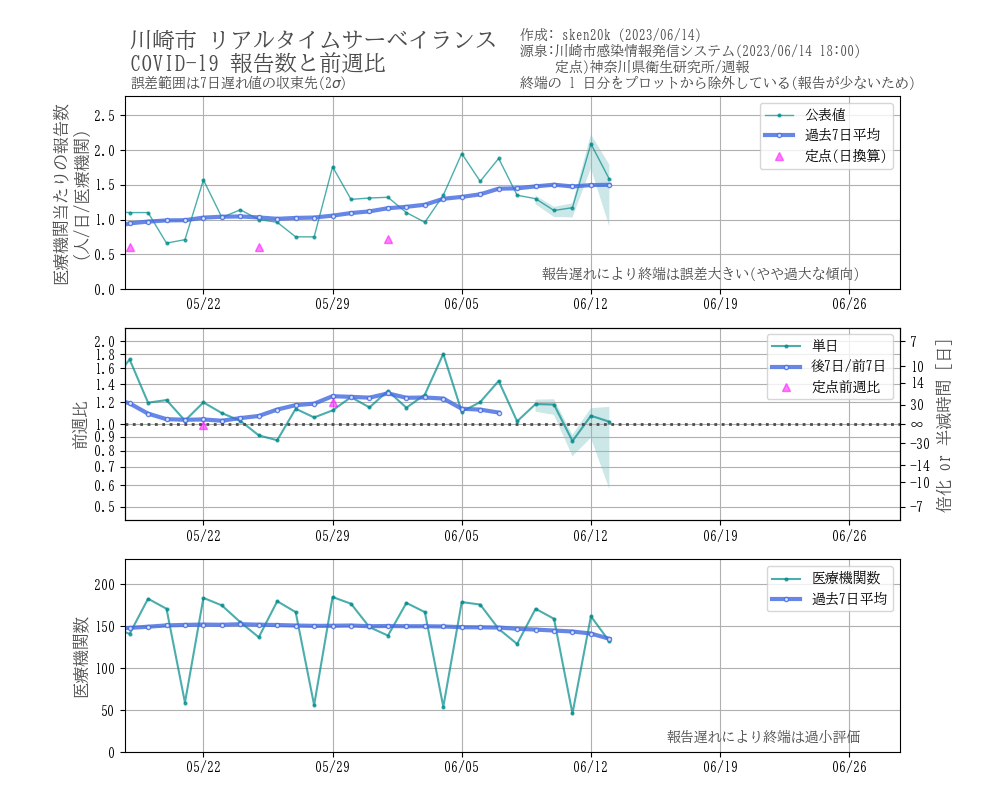 川崎市 リアルタイムサーベイランス
COVID-19 報告数と前週比
誤差範囲は7日遅れ値の収束先(2σ)
作成: sken20k (2023/06/14)
源泉:川崎市感染情報発信システム(2023/06/14 18:00)
定点)神奈川県衛生研究所/週報
終端の 1 日分をプロットから除外している(報告が少ないため)
医療機関当たりの報告数
(人/日/医療機関)
2.5
2.0
1.5
1.0
0.5
0.0
公表値
過去7日平均
定点(日換算)
報告遅れにより終端は誤差大きい(やや過大な傾向)
05/22 05/29 06/05 06/12 06/19 06/26
前週比
2.0
1.8
1.6
1.4
1.2
1.0
0.9
0.8
0.7
0.6
0.5
単日
後7日/前7日
定点前週比
7
10
14
30
∞
-30
-14
-10
-7
倍化 or 半減時間 [日]
05/22 05/29 06/05 06/12 06/19 06/26
医療機関数
200
150
100
50
0
医療機関数
過去7日平均
報告遅れにより終端は過小評価
05/22 05/29 06/05 06/12 06/19 06/26